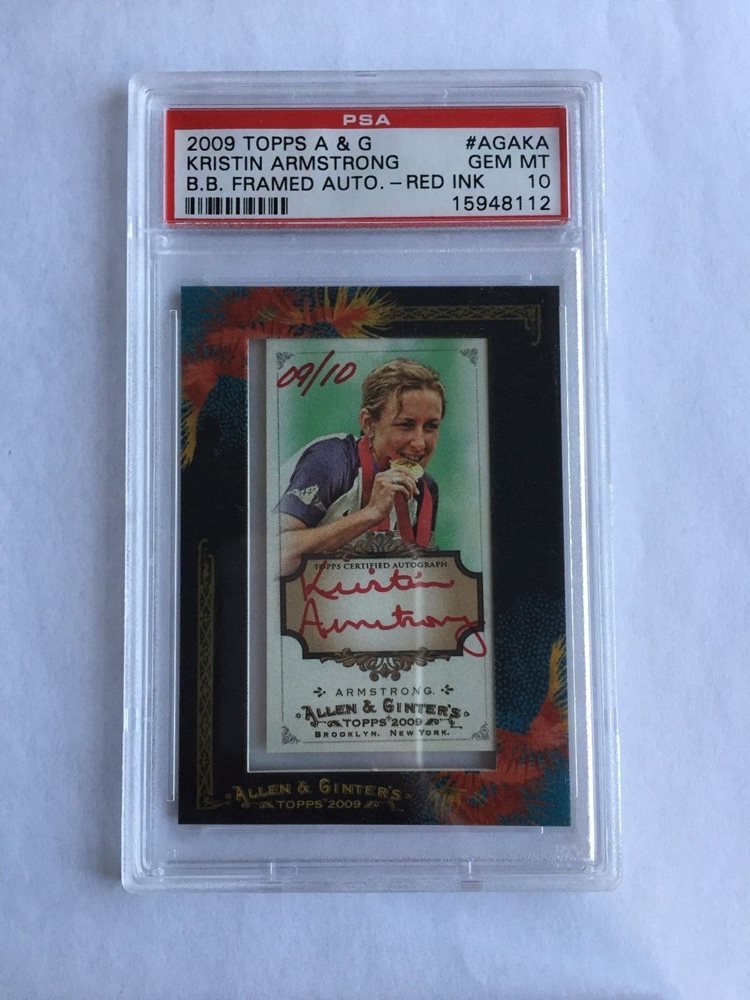 PSA
2009 TOPPS A & G #AGAKA
KRISTIN ARMSTRONG GEM MT
B.B. FRAMED AUTO.-RED INK 10
15948112
09/10
TOPPS CERTIFIED AUTOGRAPH
Kristin
Armstrong
ARMSTRONG
ALLEN & GINTER'S
TOPPS 2009
BROOKLYN, NEW YORK.
ALLEN & GINTER'S
TOPPS 2009